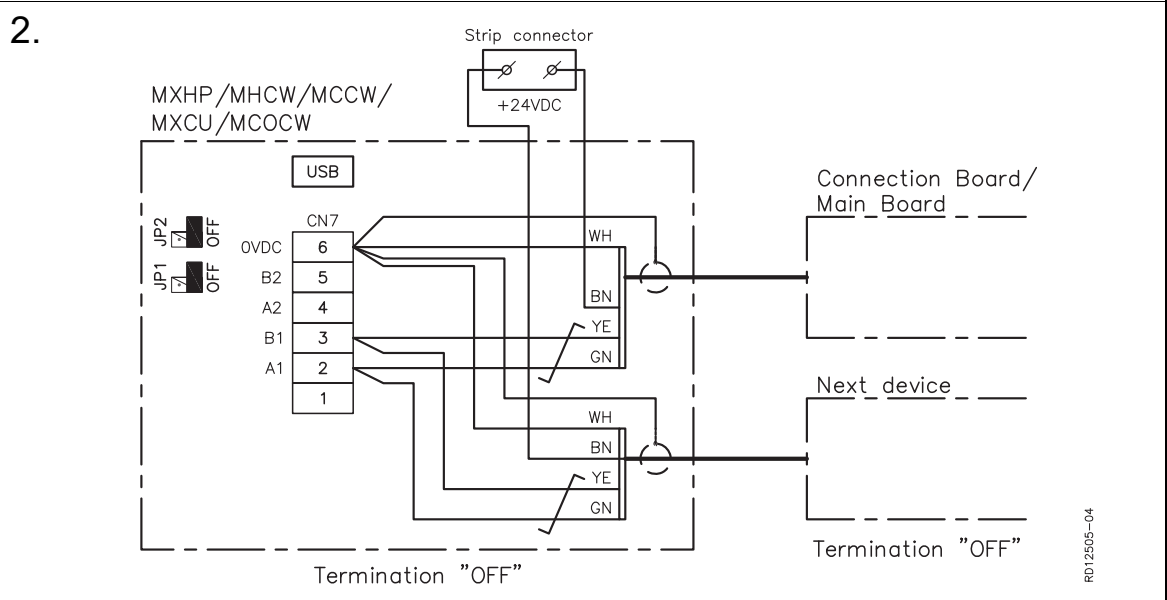 2.
Strip connector
+24VDC
MXHP/MHCW/MCCW/
MXCU/MCOCW
USB
CN7
JP2
OFF
JP1
OFF
0VDC 6
B2 5
A2 4
B1 3
A1 2
1
WH
BN
YE
GN
WH
BN
YE
GN
Connection Board/
Main Board
Next device
Termination "OFF"
Termination "OFF"
RD12505-04